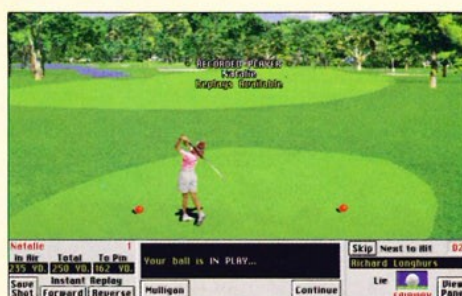 RECORDED PLAYER
Natalie
Replays Available
Natalie 1
In Air Total To Pin
235 YD. 250 YD. 162 YD.
Instant Replay
Save Shot Forward Reverse
Your ball is IN PLAY...
Mulligan Continue
Skip Next to Hit
Richard Longhurs
Lie
FAIRWAY
View